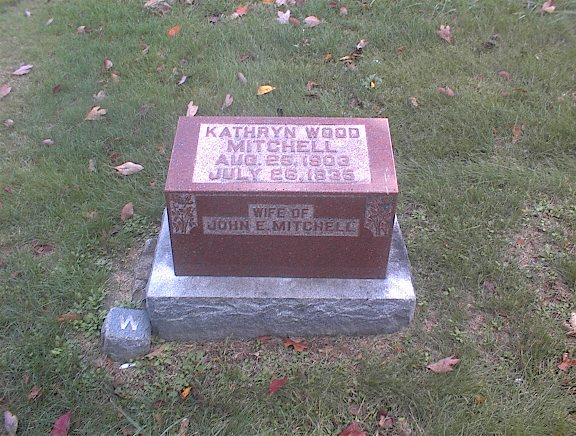 KATHRYN WOOD
MITCHELL
AUG. 25, 1903
JULY 26, 1935
WIFE OF
JOHN E. MITCHELL
W